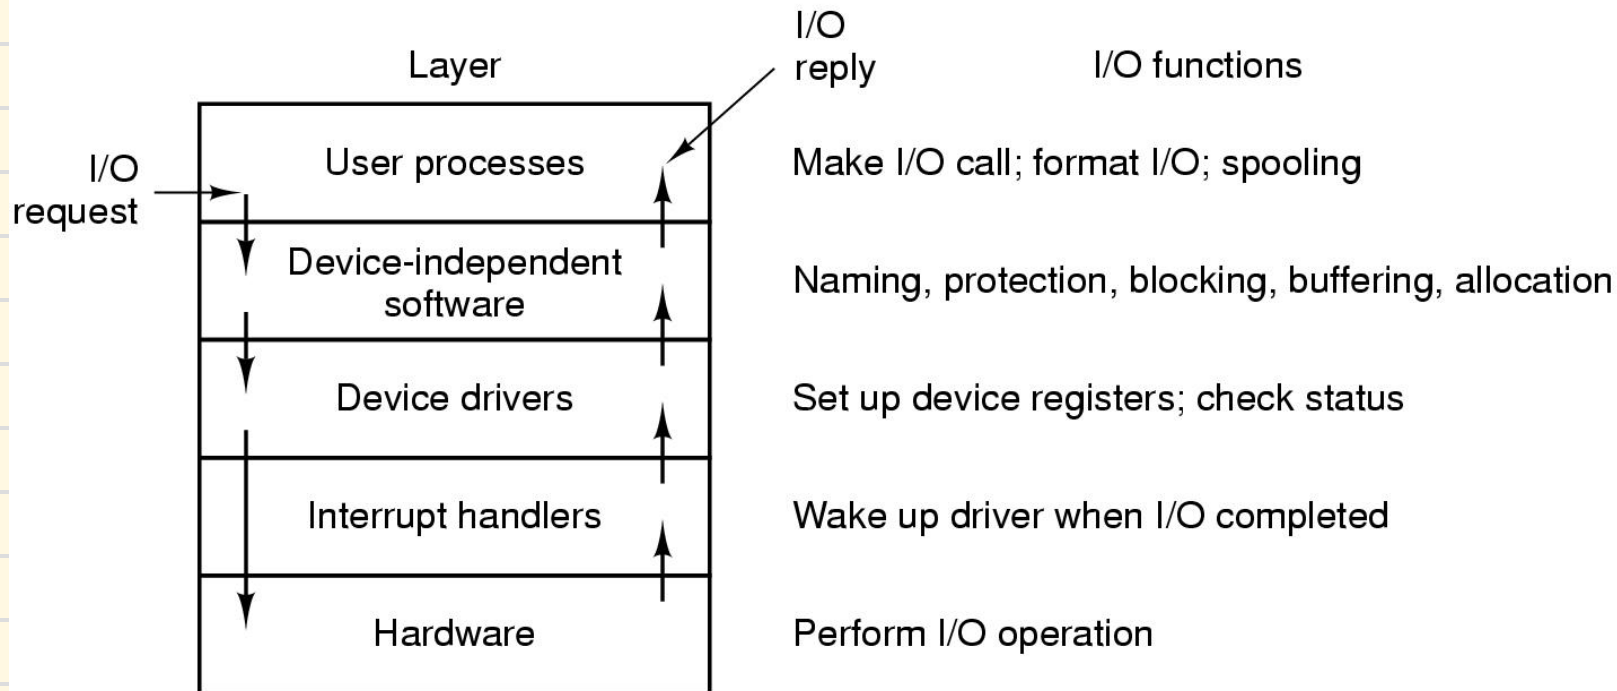 Layer
I/O
reply
I/O functions
I/O
request
User processes
Make I/O call; format I/O; spooling
Device-independent
software
Naming, protection, blocking, buffering, allocation
Device drivers
Set up device registers; check status
Interrupt handlers
Wake up driver when I/O completed
Hardware
Perform I/O operation